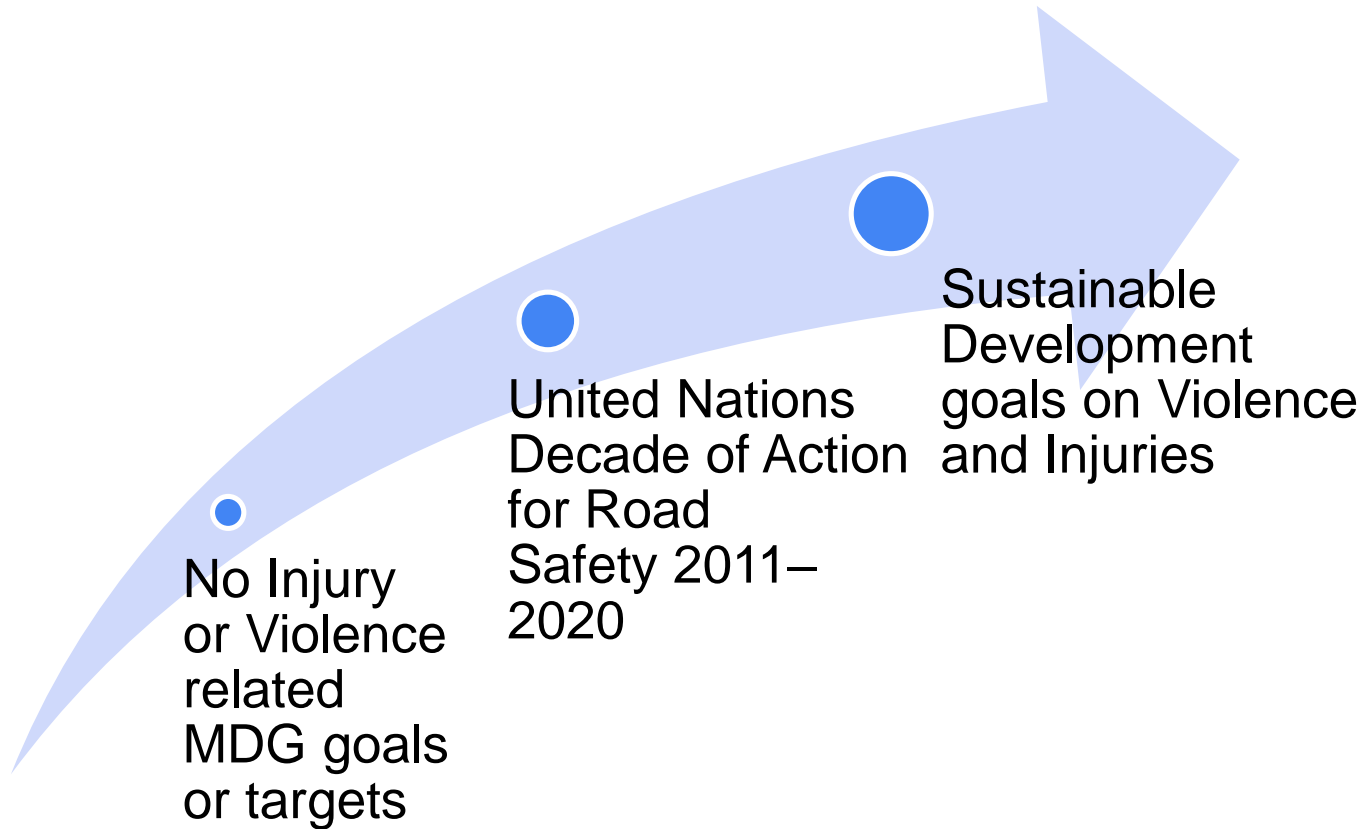 No Injury
or Violence
related
MDG goals
or targets
United Nations
Decade of Action
for Road
Safety 2011–
2020
Sustainable
Development
goals on Violence
and Injuries